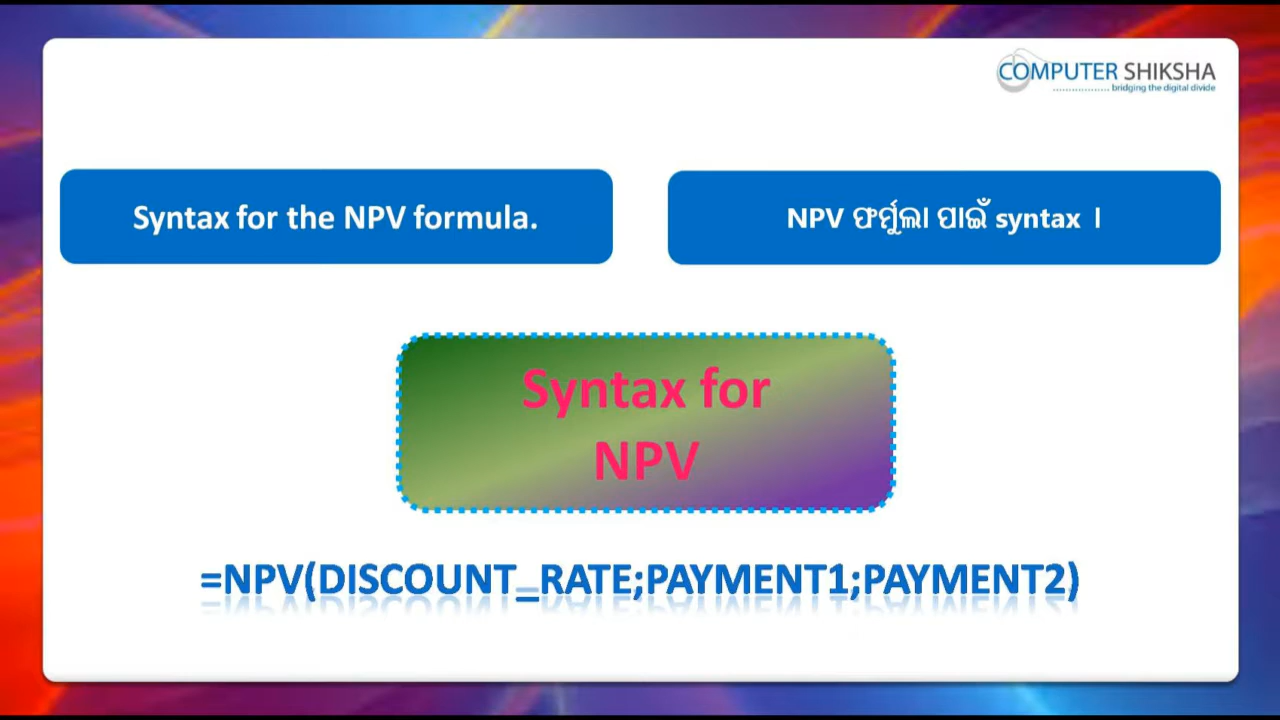 COMPUTER SHIKSHA
bridging the digital divide
Syntax for the NPV formula.
NPV ଫର୍ମୁଲା ପାଇଁ syntax ।
Syntax for
NPV
=NPV(DISCOUNT_RATE;PAYMENT1;PAYMENT2)